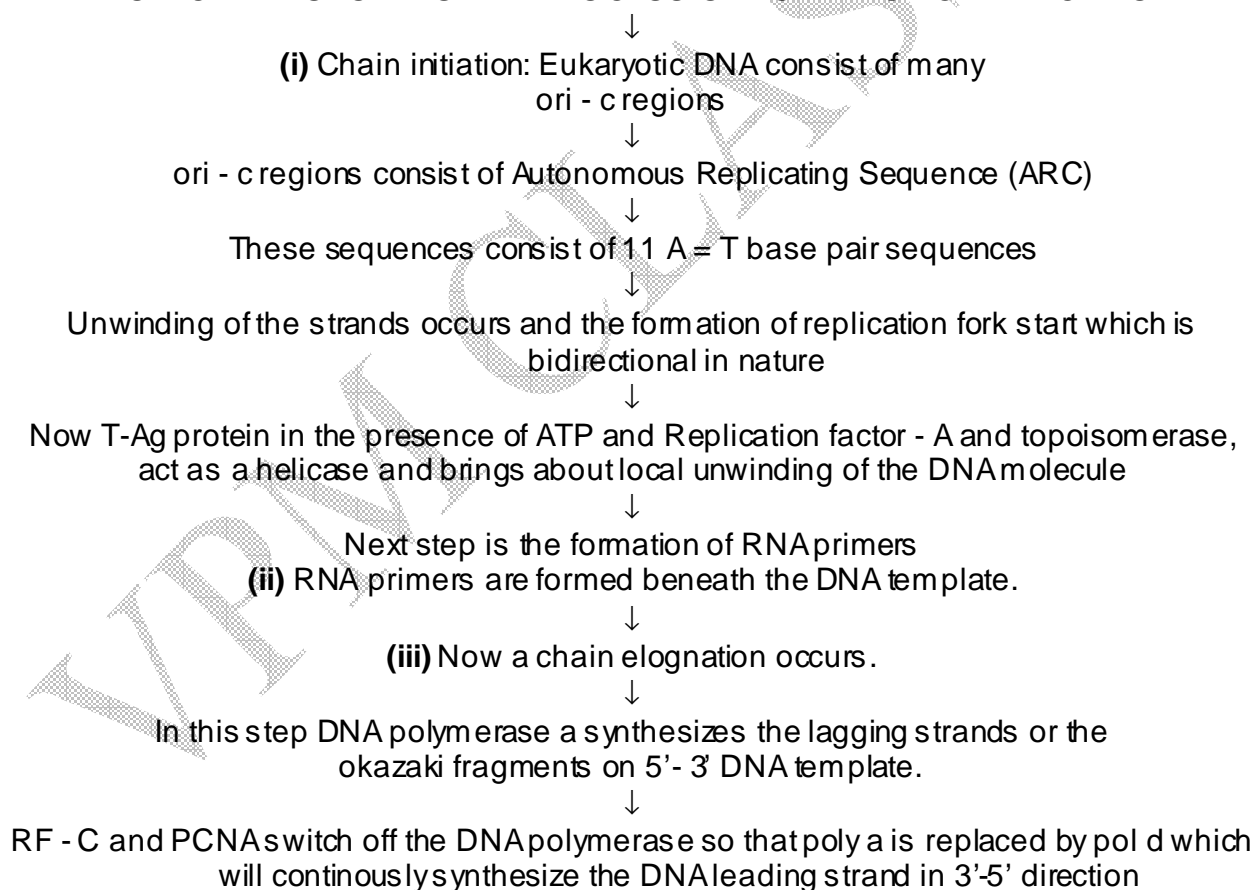 ↓
(i) Chain initiation: Eukaryotic DNA consist of many
ori - c regions
↓
ori - c regions consist of Autonomous Replicating Sequence (ARC)
↓
These sequences consist of 11 A = T base pair sequences
↓
Unwinding of the strands occurs and the formation of replication fork start which is
bidirectional in nature
↓
Now T-Ag protein in the presence of ATP and Replication factor - A and topoisomerase,
act as a helicase and brings about local unwinding of the DNA molecule
↓
Next step is the formation of RNA primers
(ii) RNA primers are formed beneath the DNA template.
↓
(iii) Now a chain elognation occurs.
↓
In this step DNA polymerase a synthesizes the lagging strands or the
okazaki fragments on 5'- 3' DNA template.
↓
RF - C and PCNA switch off the DNA polymerase so that poly a is replaced by pol d which
will continously synthesize the DNA leading strand in 3'-5' direction
VPM CLAS